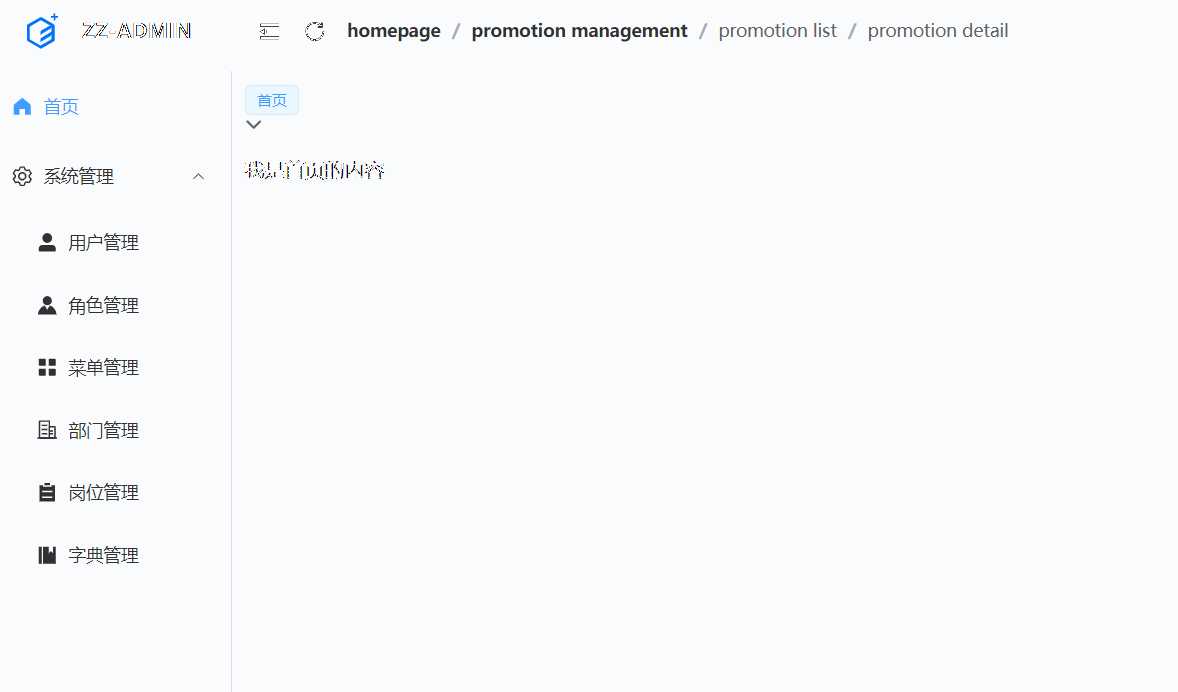 ZZ-ADMIN
homepage / promotion management / promotion list / promotion detail
首页
系统管理
用户管理
角色管理
菜单管理
部门管理
岗位管理
字典管理
首页
我是首页的内容